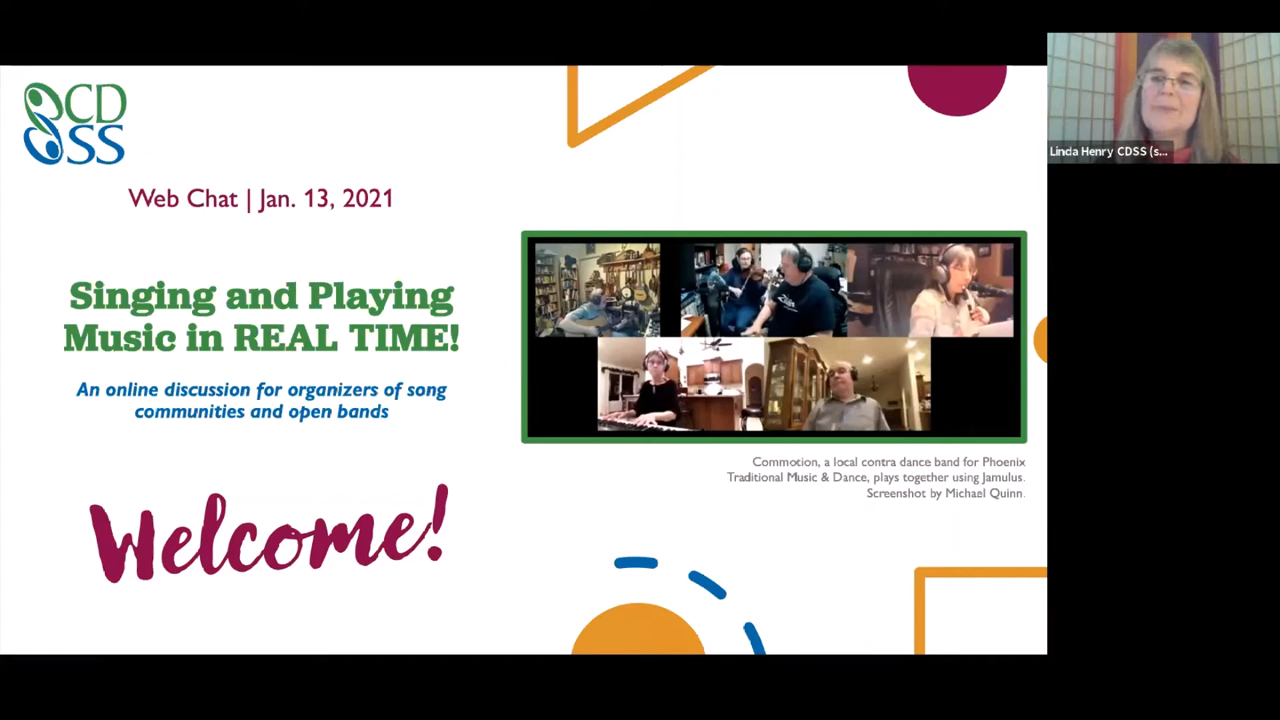 CD
SS
Web Chat | Jan. 13, 2021
Singing and Playing
Music in REAL TIME!
An online discussion for organizers of song
communities and open bands
Welcome!
Commotion, a local contra dance band for Phoenix
Traditional Music & Dance, plays together using Jamulus.
Screenshot by Michael Quinn.
Linda Henry CDSS (s...